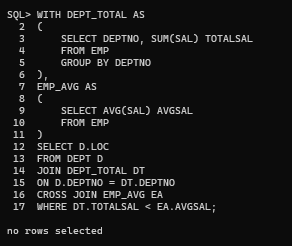 SQL> WITH DEPT_TOTAL AS
  2  (
  3      SELECT DEPTNO, SUM(SAL) TOTALSAL
  4      FROM EMP
  5      GROUP BY DEPTNO
  6  ),
  7  EMP_AVG AS
  8  (
  9      SELECT AVG(SAL) AVGSAL
 10      FROM EMP
 11  )
 12  SELECT D.LOC
 13  FROM DEPT D
 14  JOIN DEPT_TOTAL DT
 15  ON D.DEPTNO = DT.DEPTNO
 16  CROSS JOIN EMP_AVG EA
 17  WHERE DT.TOTALSAL < EA.AVGSAL;
no rows selected